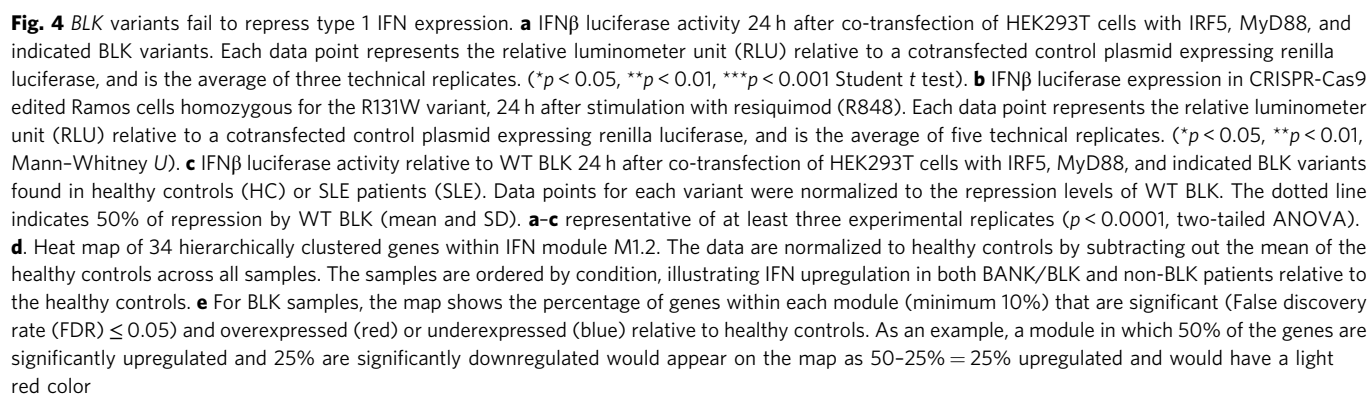 Fig. 4 BLK variants fail to repress type 1 IFN expression. a IFNβ luciferase activity 24 h after co-transfection of HEK293T cells with IRF5, MyD88, and
indicated BLK variants. Each data point represents the relative luminometer unit (RLU) relative to a cotransfected control plasmid expressing renilla
luciferase, and is the average of three technical replicates. (*p < 0.05, **p < 0.01, ***p < 0.001 Student t test). b IFNβ luciferase expression in CRISPR-Cas9
edited Ramos cells homozygous for the R131W variant, 24 h after stimulation with resiquimod (R848). Each data point represents the relative luminometer
unit (RLU) relative to a cotransfected control plasmid expressing renilla luciferase, and is the average of five technical replicates. (*p < 0.05, **p < 0.01,
Mann–Whitney U). c IFNβ luciferase activity relative to WT BLK 24 h after co-transfection of HEK293T cells with IRF5, MyD88, and indicated BLK variants
found in healthy controls (HC) or SLE patients (SLE). Data points for each variant were normalized to the repression levels of WT BLK. The dotted line
indicates 50% of repression by WT BLK (mean and SD). a–c representative of at least three experimental replicates (p < 0.0001, two-tailed ANOVA).
d. Heat map of 34 hierarchically clustered genes within IFN module M1.2. The data are normalized to healthy controls by subtracting out the mean of the
healthy controls across all samples. The samples are ordered by condition, illustrating IFN upregulation in both BANK/BLK and non-BLK patients relative to
the healthy controls. e For BLK samples, the map shows the percentage of genes within each module (minimum 10%) that are significant (False discovery
rate (FDR) ≤ 0.05) and overexpressed (red) or underexpressed (blue) relative to healthy controls. As an example, a module in which 50% of the genes are
significantly upregulated and 25% are significantly downregulated would appear on the map as 50–25% = 25% upregulated and would have a light
red color